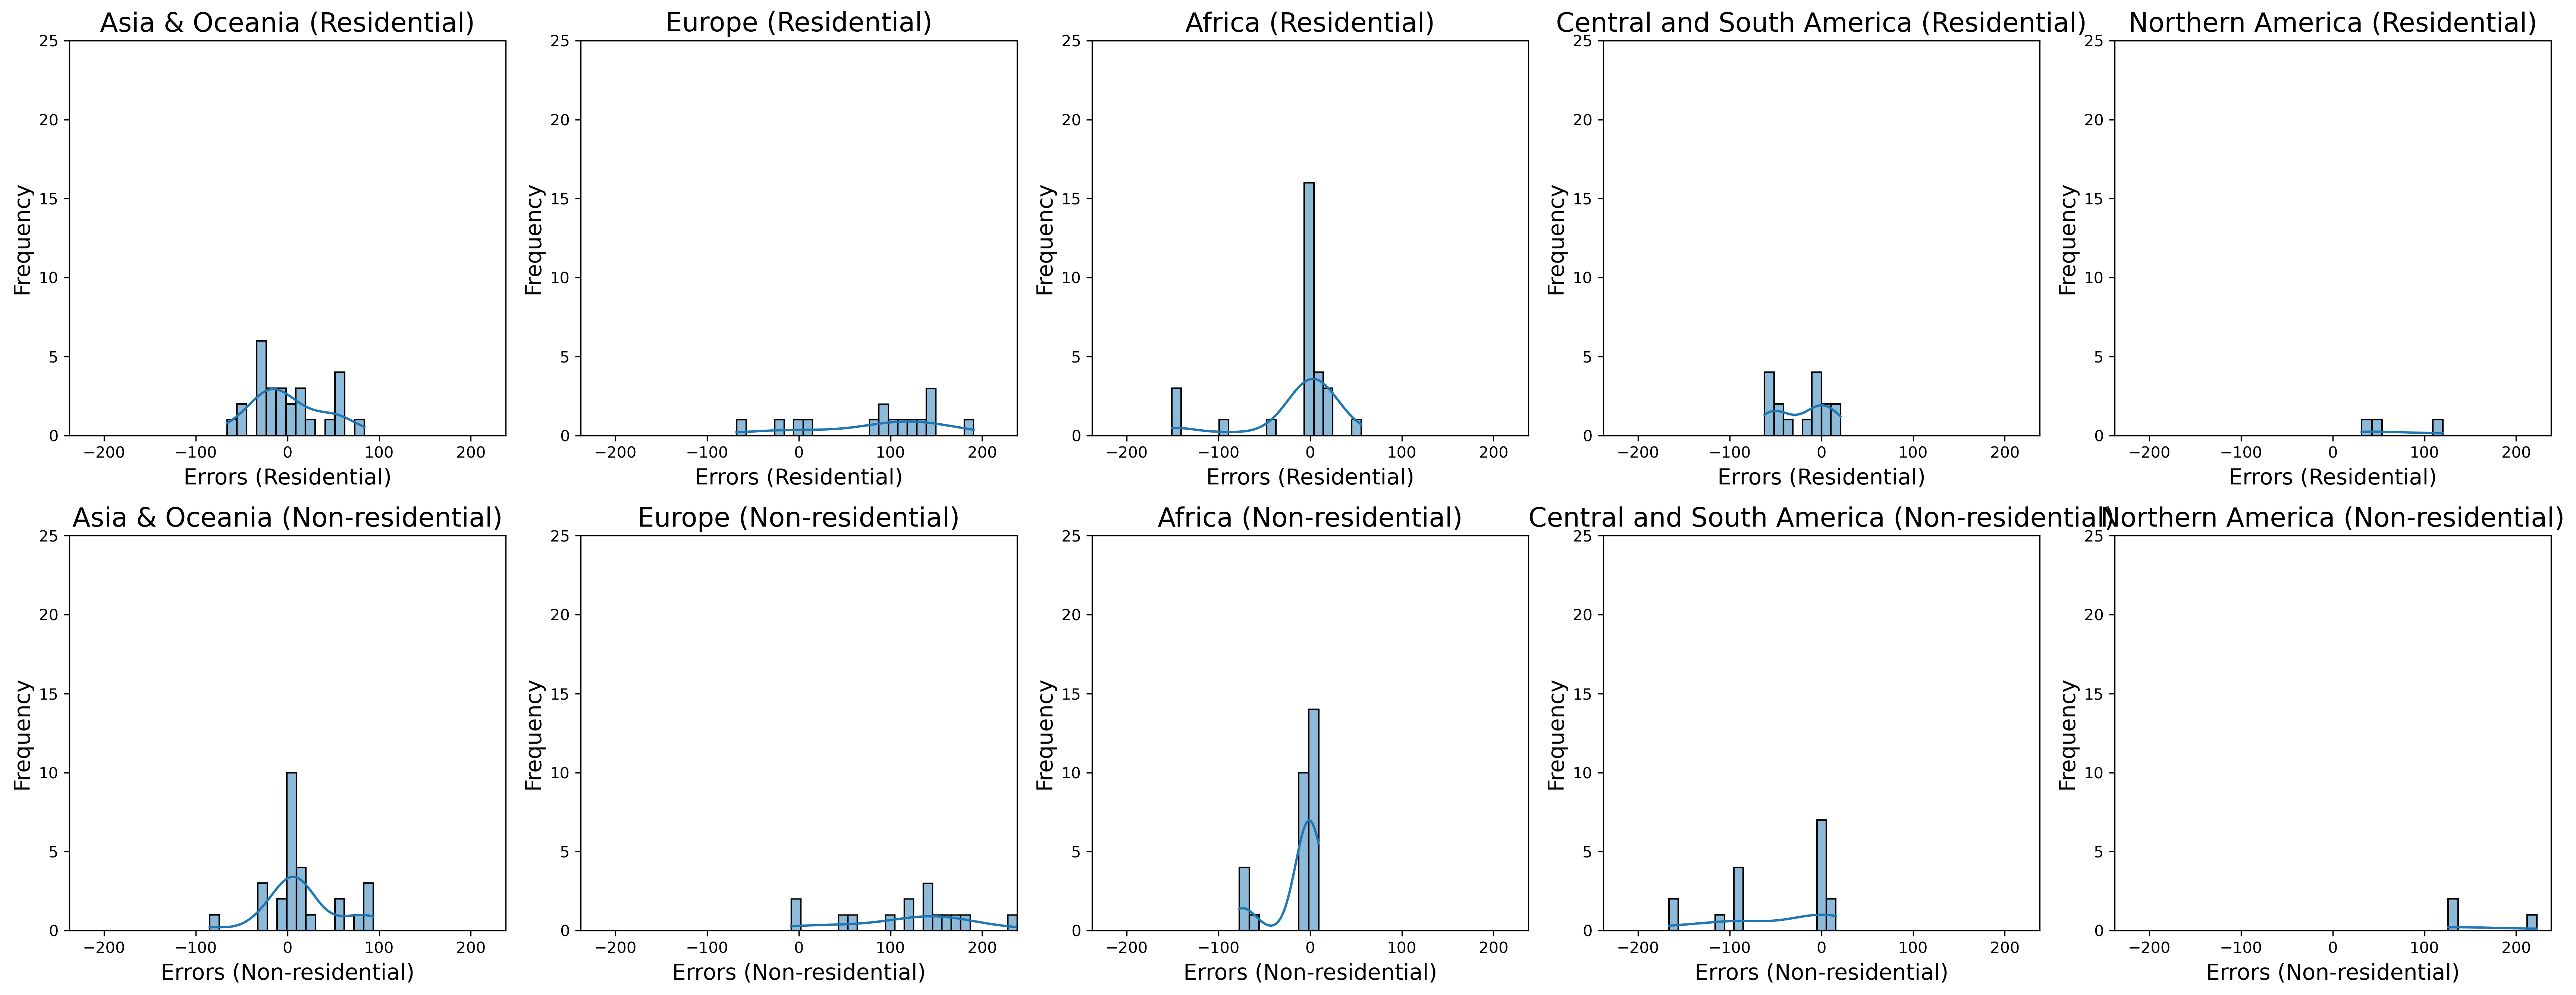 Asia & Oceania (Residential)
25
20
15
10
5
0
Frequency
−200 −100 0 100 200
Errors (Residential)
Europe (Residential)
25
20
15
10
5
0
Frequency
−200 −100 0 100 200
Errors (Residential)
Africa (Residential)
25
20
15
10
5
0
Frequency
−200 −100 0 100 200
Errors (Residential)
Central and South America (Residential)
25
20
15
10
5
0
Frequency
−200 −100 0 100 200
Errors (Residential)
Northern America (Residential)
25
20
15
10
5
0
Frequency
−200 −100 0 100 200
Errors (Residential)
Asia & Oceania (Non-residential)
25
20
15
10
5
0
Frequency
−200 −100 0 100 200
Errors (Non-residential)
Europe (Non-residential)
25
20
15
10
5
0
Frequency
−200 −100 0 100 200
Errors (Non-residential)
Africa (Non-residential)
25
20
15
10
5
0
Frequency
−200 −100 0 100 200
Errors (Non-residential)
Central and South America (Non-residential)
25
20
15
10
5
0
Frequency
−200 −100 0 100 200
Errors (Non-residential)
Northern America (Non-residential)
25
20
15
10
5
0
Frequency
−200 −100 0 100 200
Errors (Non-residential)